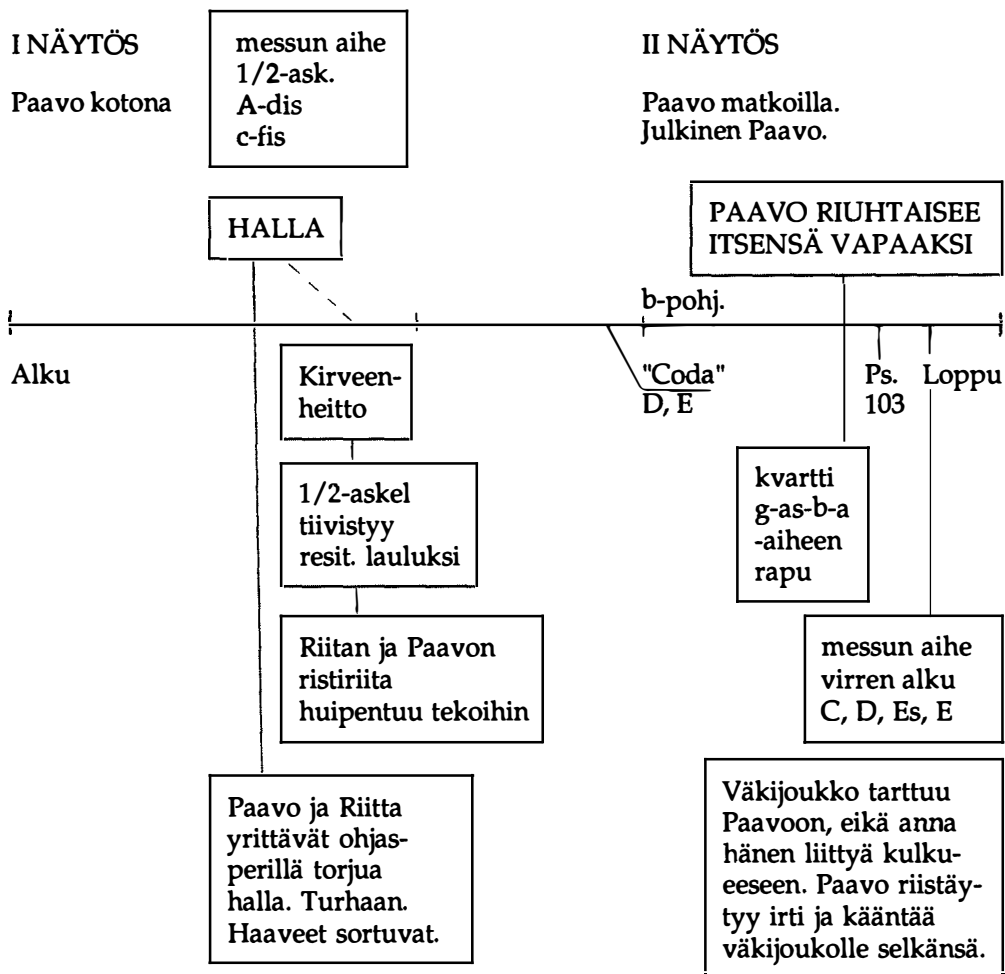 I NÄYTÖS
Paavo kotona
messun aihe
1/2-ask.
A-dis
c-fis
II NÄYTÖS
Paavo matkoilla.
Julkinen Paavo.
HALLA
PAAVO RIUHTAISEE
ITSENSÄ VAPAAKSI
b-pohj.
Alku
Kirveen-
heitto
"Coda"
D, E
Ps.
103
Loppu
1/2-askel
tiivistyy
resit. lauluksi
kvartti
g-as-b-a
-aiheen
rapu
Riitan ja Paavon
ristiriita
huipentuu tekoihin
messun aihe
virren alku
C, D, Es, E
Paavo ja Riitta
yrittävät ohjas-
perillä torjua
halla. Turhaan.
Haaveet sortuvat.
Väkijoukko tarttuu
Paavoon, eikä anna
hänen liittyä kulku-
eeseen. Paavo riistäy-
tyy irti ja kääntää
väkijoukolle selkänsä.